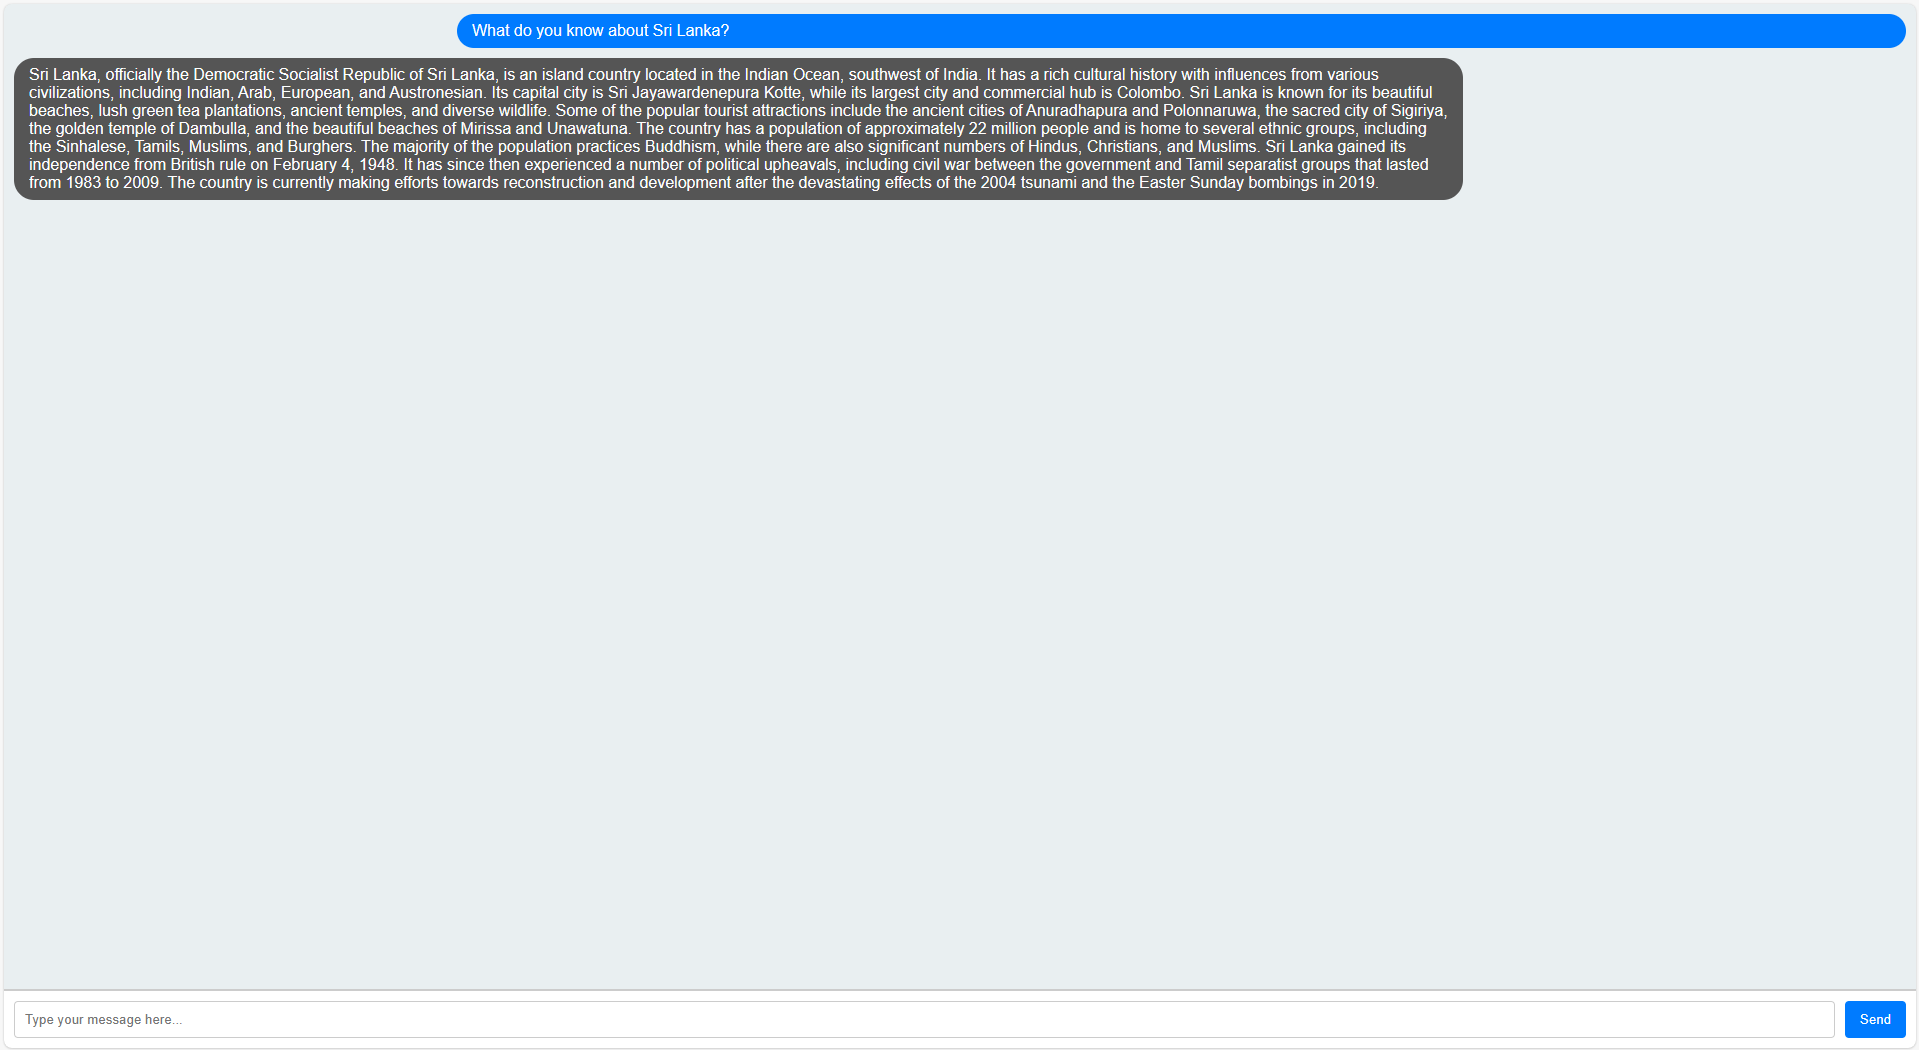 What do you know about Sri Lanka?
Sri Lanka, officially the Democratic Socialist Republic of Sri Lanka, is an island country located in the Indian Ocean, southwest of India. It has a rich cultural history with influences from various
civilizations, including Indian, Arab, European, and Austronesian. Its capital city is Sri Jayawardenepura Kotte, while its largest city and commercial hub is Colombo. Sri Lanka is known for its beautiful
beaches, lush green tea plantations, ancient temples, and diverse wildlife. Some of the popular tourist attractions include the ancient cities of Anuradhapura and Polonnaruwa, the sacred city of Sigiriya,
the golden temple of Dambulla, and the beautiful beaches of Mirissa and Unawatuna. The country has a population of approximately 22 million people and is home to several ethnic groups, including
the Sinhalese, Tamils, Muslims, and Burghers. The majority of the population practices Buddhism, while there are also significant numbers of Hindus, Christians, and Muslims. Sri Lanka gained its
independence from British rule on February 4, 1948. It has since then experienced a number of political upheavals, including civil war between the government and Tamil separatist groups that lasted
from 1983 to 2009. The country is currently making efforts towards reconstruction and development after the devastating effects of the 2004 tsunami and the Easter Sunday bombings in 2019.
Type your message here...
Send